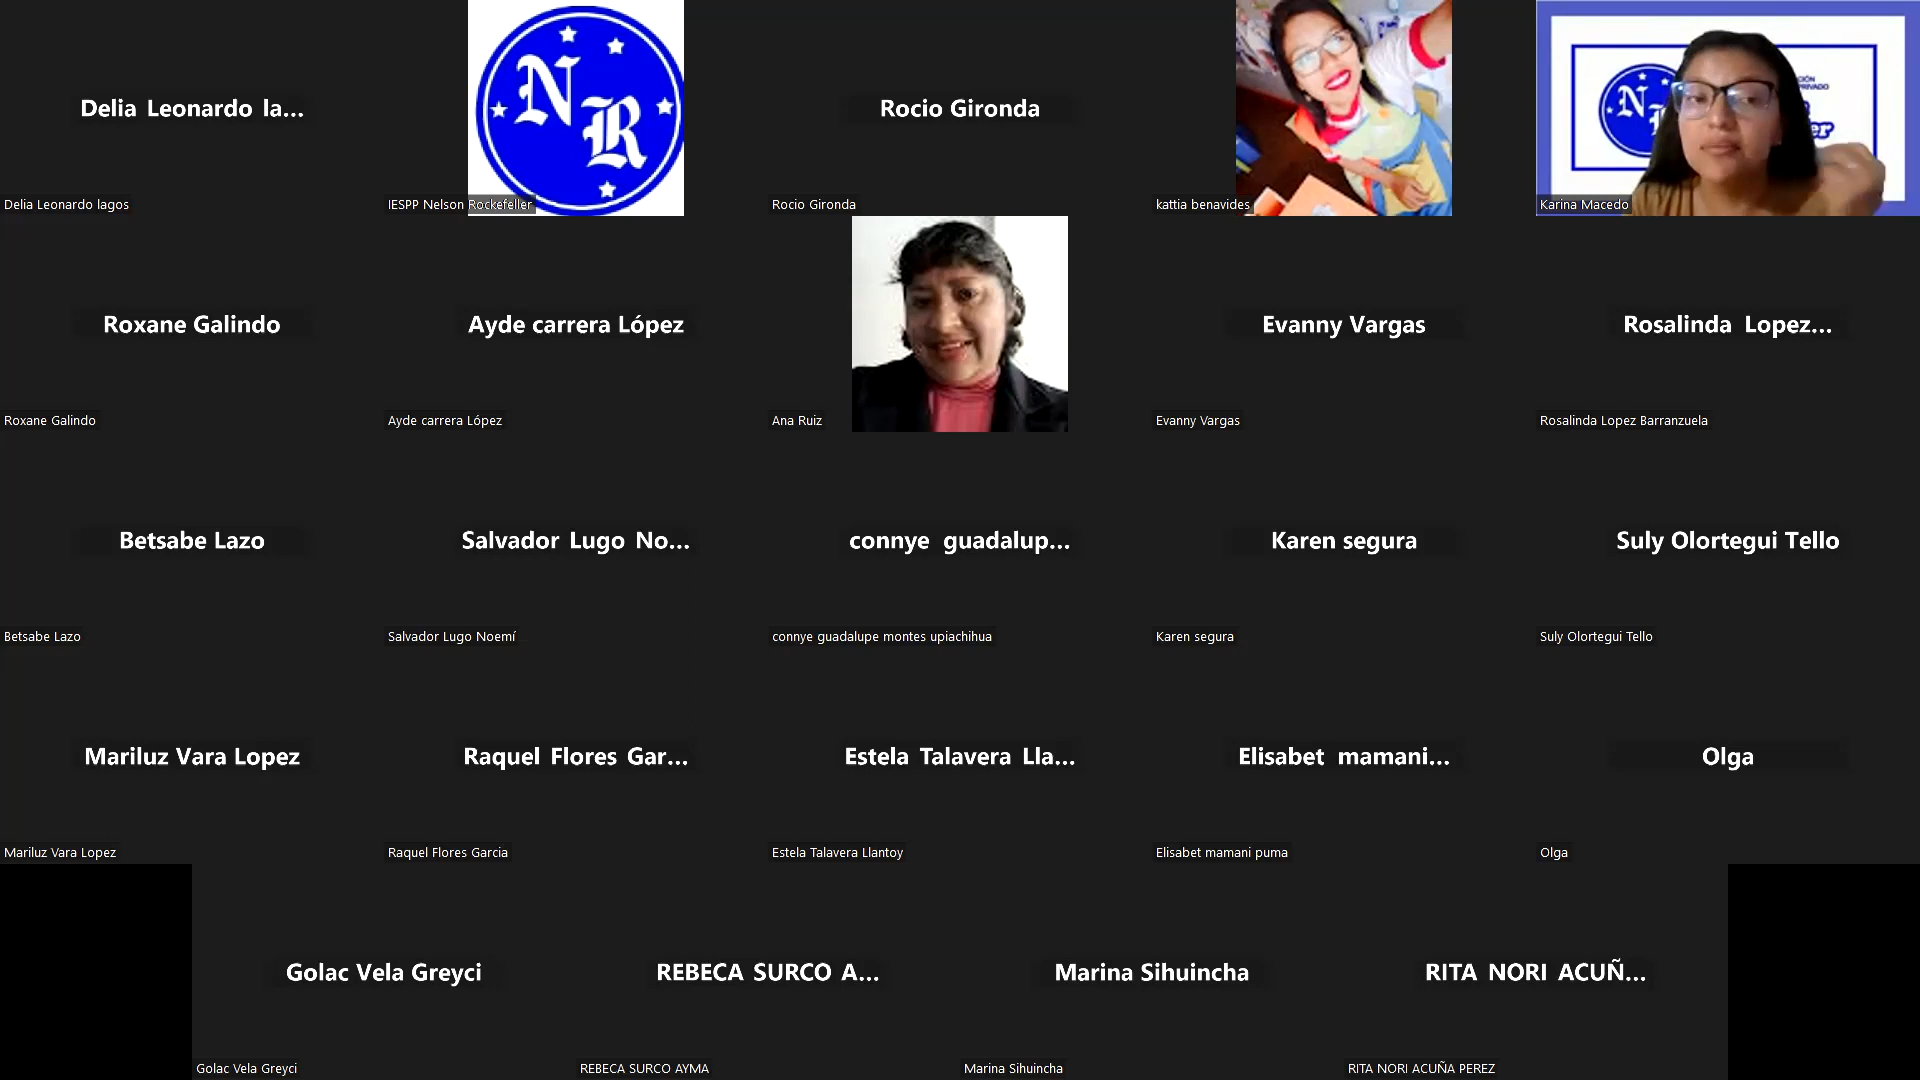 Delia Leonardo la...
Delia Leonardo lagos
NR
IESPP Nelson Rockefeller
Rocio Gironda
Rocio Gironda
kattia benavides
N
CIÓN
PRIVADO
er
Karina Macedo
Roxane Galindo
Roxane Galindo
Ayde carrera López
Ayde carrera López
Ana Ruiz
Evanny Vargas
Evanny Vargas
Rosalinda Lopez...
Rosalinda Lopez Barranzuela
Betsabe Lazo
Betsabe Lazo
Salvador Lugo No...
Salvador Lugo Noemí
connye guadalup...
connye guadalupe montes upiachihua
Karen segura
Karen segura
Suly Olortegui Tello
Suly Olortegui Tello
Mariluz Vara Lopez
Mariluz Vara Lopez
Raquel Flores Gar...
Raquel Flores Garcia
Estela Talavera Lla...
Estela Talavera Llantoy
Elisabet mamani...
Elisabet mamani puma
Olga
Olga
Golac Vela Greyci
Golac Vela Greyci
REBECA SURCO A...
REBECA SURCO AYMA
Marina Sihuincha
Marina Sihuincha
RITA NORI ACUÑ...
RITA NORI ACUÑA PEREZ